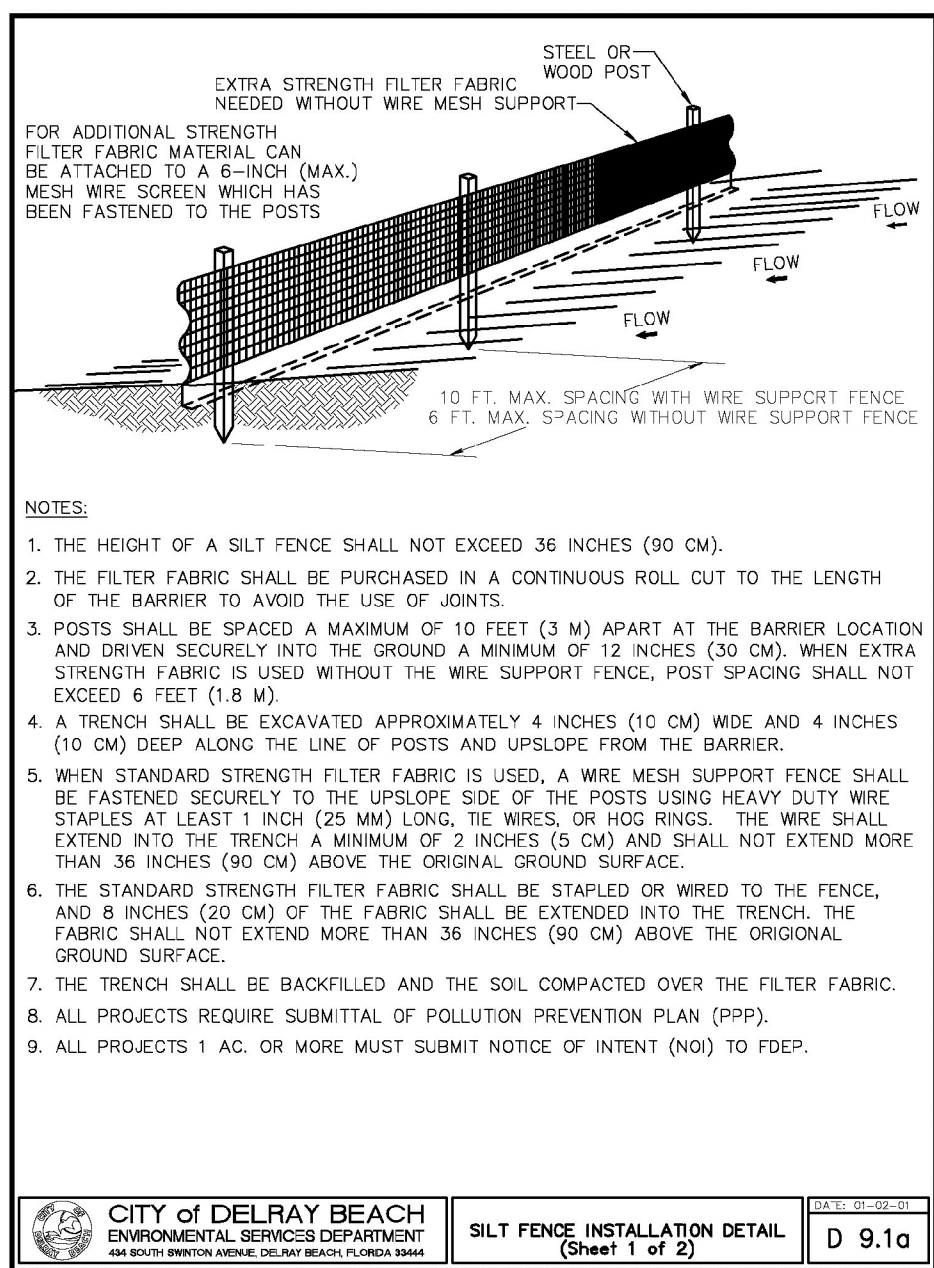 STEEL OR
WOOD POST
EXTRA STRENGTH FILTER FABRIC
NEEDED WITHOUT WIRE MESH SUPPORT
FOR ADDITIONAL STRENGTH
FILTER FABRIC MATERIAL CAN
BE ATTACHED TO A 6-INCH (MAX.)
MESH WIRE SCREEN WHICH HAS
BEEN FASTENED TO THE POSTS
FLOW
FLOW
FLOW
10 FT. MAX. SPACING WITH WIRE SUPPORT FENCE
6 FT. MAX. SPACING WITHOUT WIRE SUPPORT FENCE
NOTES:
1. THE HEIGHT OF A SILT FENCE SHALL NOT EXCEED 36 INCHES (90 CM).
2. THE FILTER FABRIC SHALL BE PURCHASED IN A CONTINUOUS ROLL CUT TO THE LENGTH
OF THE BARRIER TO AVOID THE USE OF JOINTS.
3. POSTS SHALL BE SPACED A MAXIMUM OF 10 FEET (3 M) APART AT THE BARRIER LOCATION
AND DRIVEN SECURELY INTO THE GROUND A MINIMUM OF 12 INCHES (30 CM). WHEN EXTRA
STRENGTH FABRIC IS USED WITHOUT THE WIRE SUPPORT FENCE, POST SPACING SHALL NOT
EXCEED 6 FEET (1.8 M).
4. A TRENCH SHALL BE EXCAVATED APPROXIMATELY 4 INCHES (10 CM) WIDE AND 4 INCHES
(10 CM) DEEP ALONG THE LINE OF POSTS AND UPSLOPE FROM THE BARRIER.
5. WHEN STANDARD STRENGTH FILTER FABRIC IS USED, A WIRE MESH SUPPORT FENCE SHALL
BE FASTENED SECURELY TO THE UPSLOPE SIDE OF THE POSTS USING HEAVY DUTY WIRE
STAPLES AT LEAST 1 INCH (25 MM) LONG, TIE WIRES, OR HOG RINGS. THE WIRE SHALL
EXTEND INTO THE TRENCH A MINIMUM OF 2 INCHES (5 CM) AND SHALL NOT EXTEND MORE
THAN 36 INCHES (90 CM) ABOVE THE ORIGINAL GROUND SURFACE.
6. THE STANDARD STRENGTH FILTER FABRIC SHALL BE STAPLED OR WIRED TO THE FENCE,
AND 8 INCHES (20 CM) OF THE FABRIC SHALL BE EXTENDED INTO THE TRENCH. THE
FABRIC SHALL NOT EXTEND MORE THAN 36 INCHES (90 CM) ABOVE THE ORIGIONAL
GROUND SURFACE.
7. THE TRENCH SHALL BE BACKFILLED AND THE SOIL COMPACTED OVER THE FILTER FABRIC.
8. ALL PROJECTS REQUIRE SUBMITTAL OF POLLUTION PREVENTION PLAN (PPP).
9. ALL PROJECTS 1 AC. OR MORE MUST SUBMIT NOTICE OF INTENT (NOI) TO FDEP.
CITY OF
DELRAY BEACH
CITY of DELRAY BEACH
ENVIRONMENTAL SERVICES DEPARTMENT
434 SOUTH SWINTON AVENUE, DELRAY BEACH, FLORIDA 33444
SILT FENCE INSTALLATION DETAIL
(Sheet 1 of 2)
DATE: 01-02-01
D 9.1a